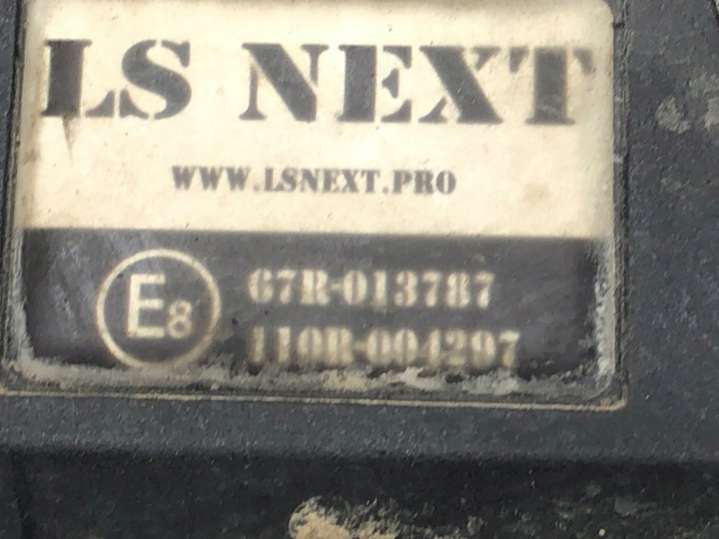 LS NEXT
WWW.LSNEXT.PRO
E8
67R-013787
110R-004297